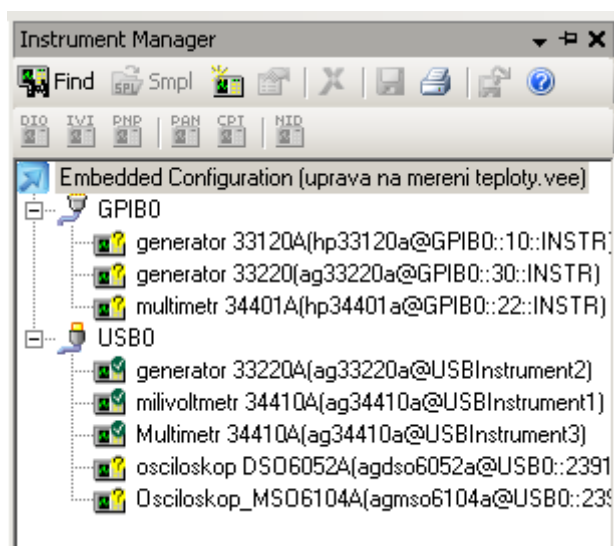 Instrument Manager
Find Smpl
DIO IVI PNP PAN CPT NID
Embedded Configuration (uprava na mereni teploty.vee)
GPIB0
generator 33120A(hp33120a@GPIB0::10::INSTR)
generator 33220(ag33220a@GPIB0::30::INSTR)
multimetr 34401A(hp34401a@GPIB0::22::INSTR)
USB0
generator 33220A(ag33220a@USBInstrument2)
milivoltmetr 34410A(ag34410a@USBInstrument1)
Multimetr 34410A(ag34410a@USBInstrument3)
osciloskop DSO6052A(agdso6052a@USB0::2391
Osciloskop_MSO6104A(agmso6104a@USB0::239